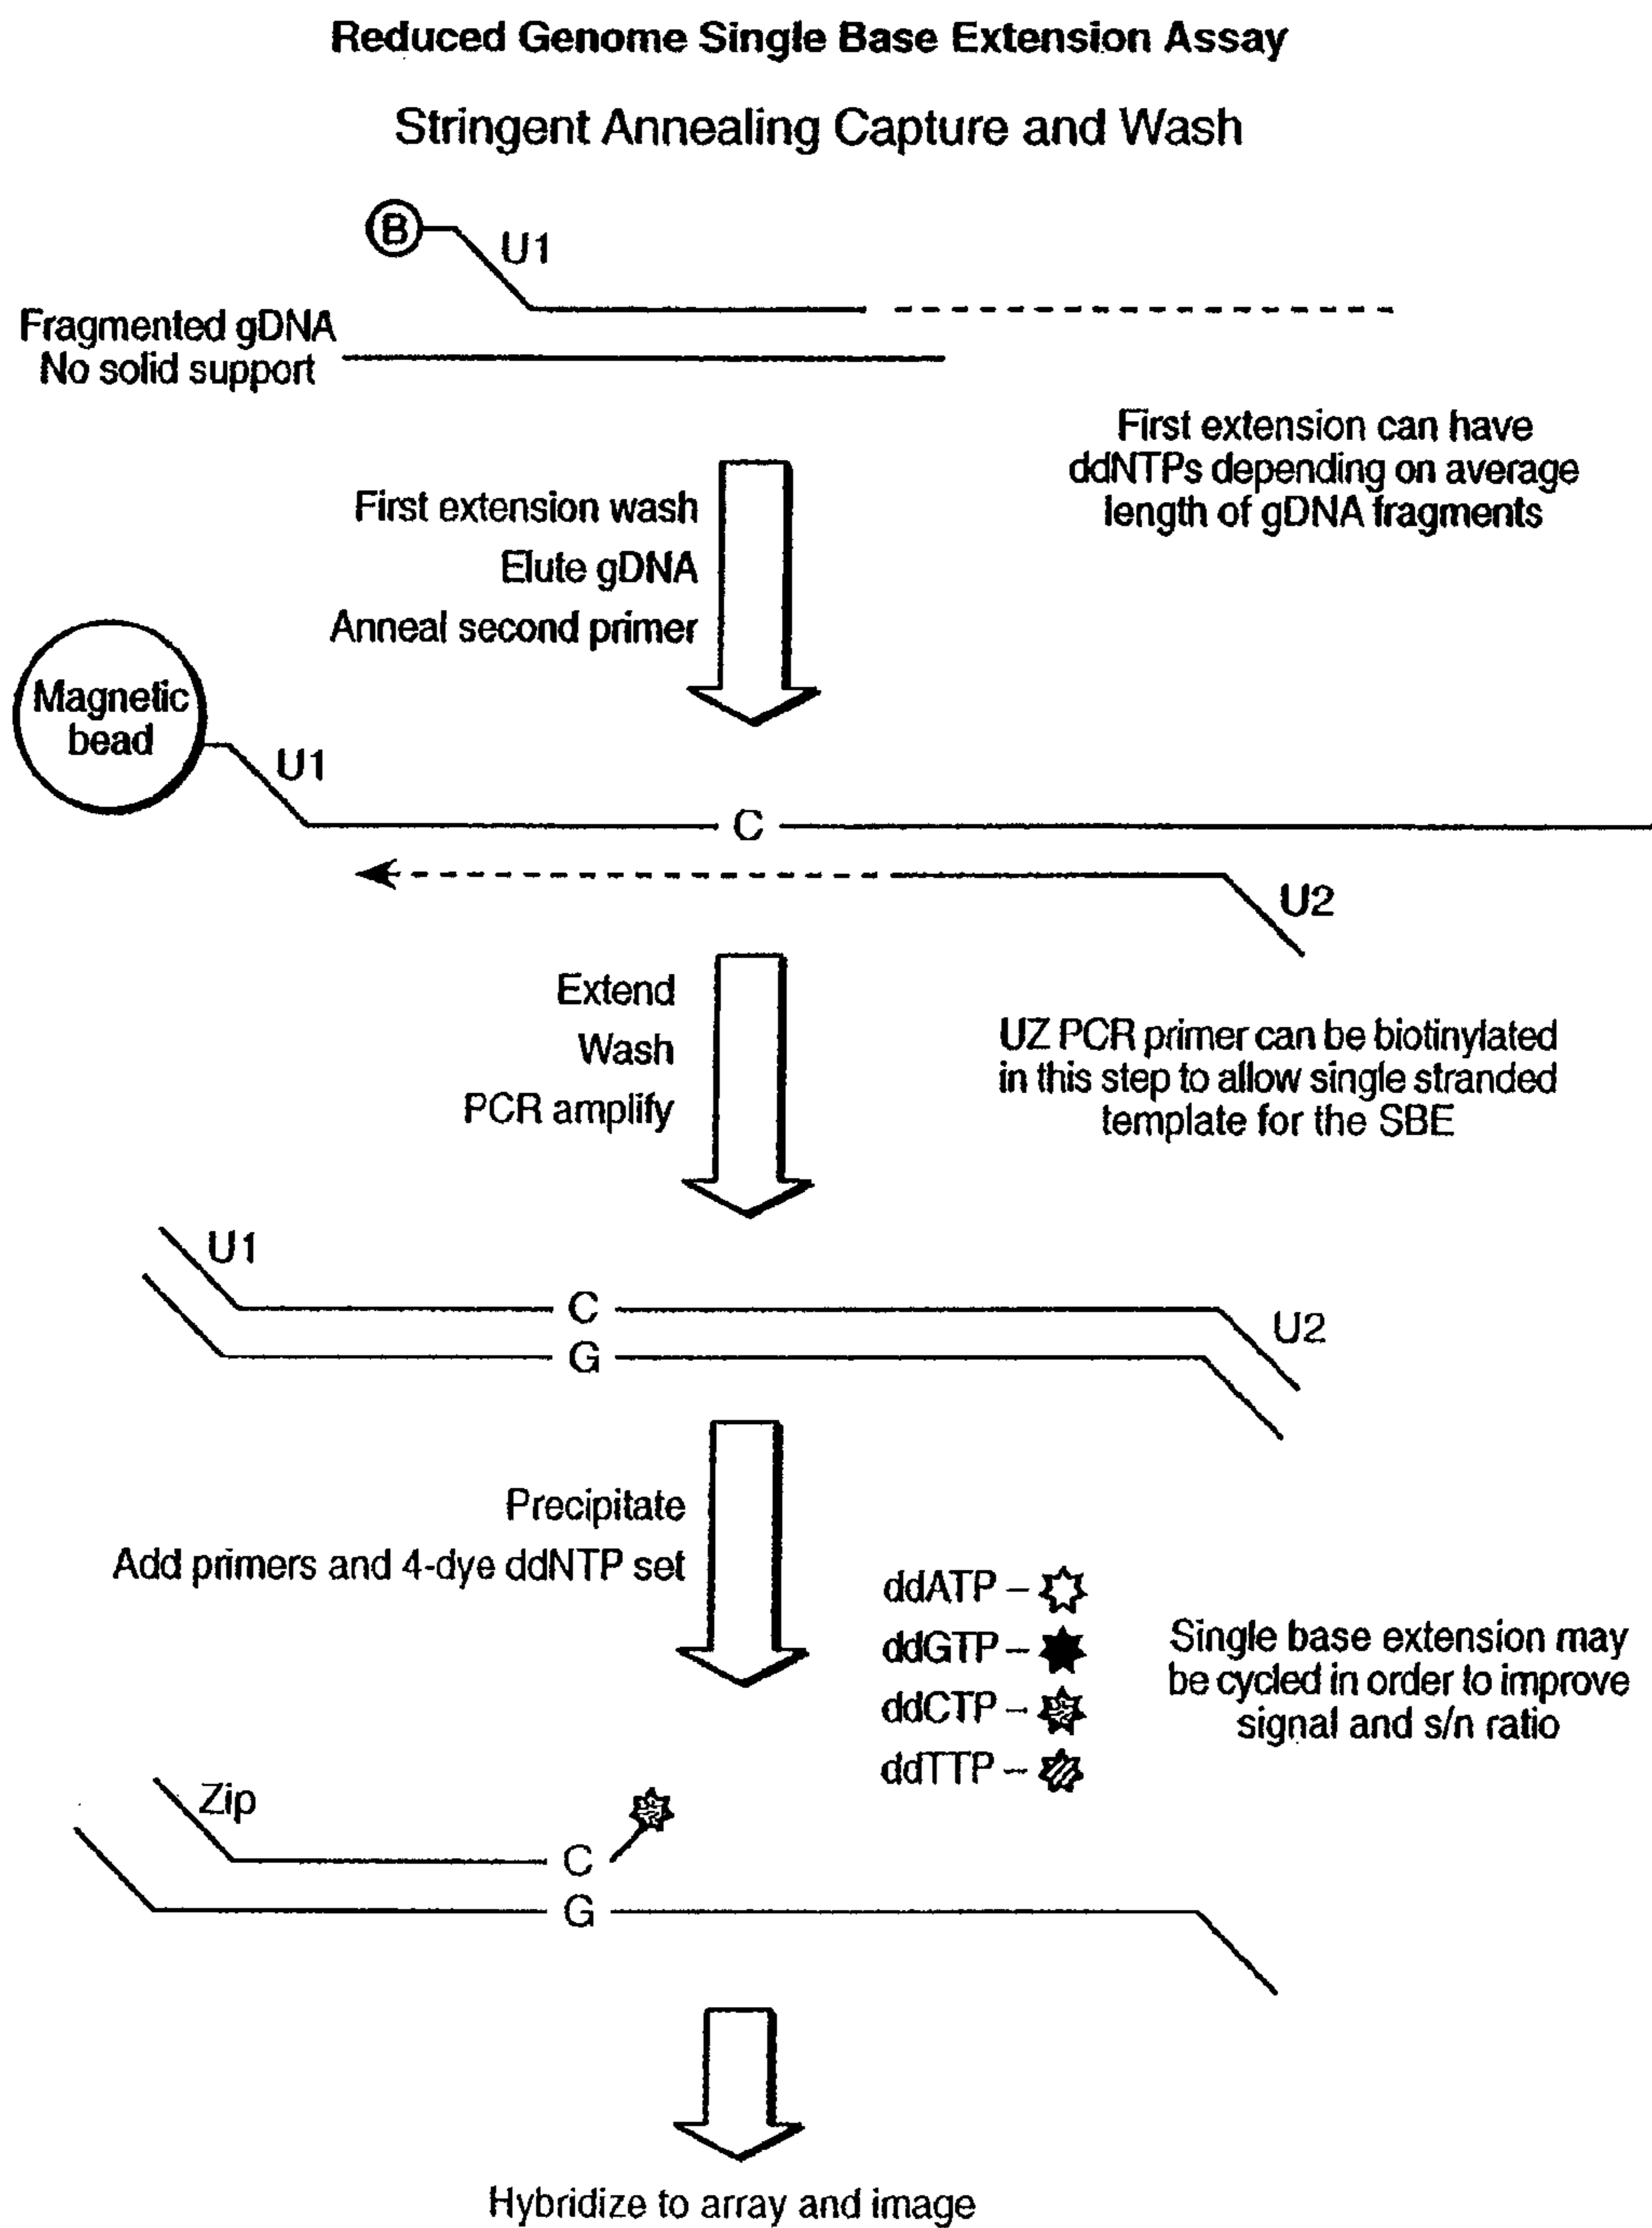 Reduced Genome Single Base Extension Assay
Stringent Annealing Capture and Wash
B
U1
Fragmented gDNA
No solid support
First extension can have
ddNTPs depending on average
length of gDNA fragments
First extension wash
Elute gDNA
Anneal second primer
Magnetic
bead
U1
C
U2
Extend
Wash
PCR amplify
UZ PCR primer can be biotinylated
in this step to allow single stranded
template for the SBE
U1
C
U2
G
Precipitate
Add primers and 4-dye ddNTP set
ddATP –
ddGTP –
ddCTP –
ddTTP –
Single base extension may
be cycled in order to improve
signal and s/n ratio
Zip
C
G
Hybridize to array and image